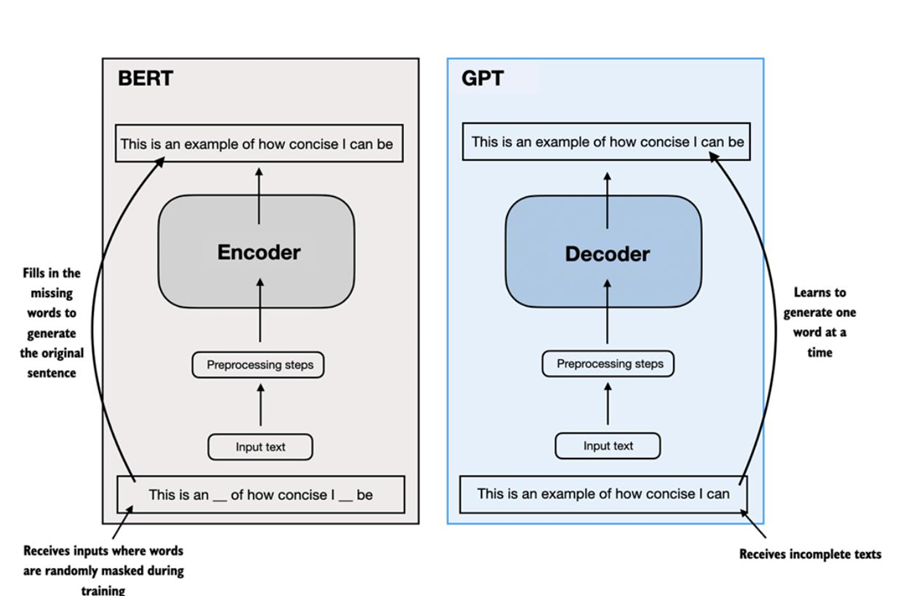 BERT
This is an example of how concise I can be
Encoder
Fills in the
missing
words to
generate
the original
sentence
Preprocessing steps
Input text
This is an __ of how concise I __ be
Receives inputs where words
are randomly masked during
training
GPT
This is an example of how concise I can be
Decoder
Learns to
generate one
word at a
time
Preprocessing steps
Input text
This is an example of how concise I can
Receives incomplete texts